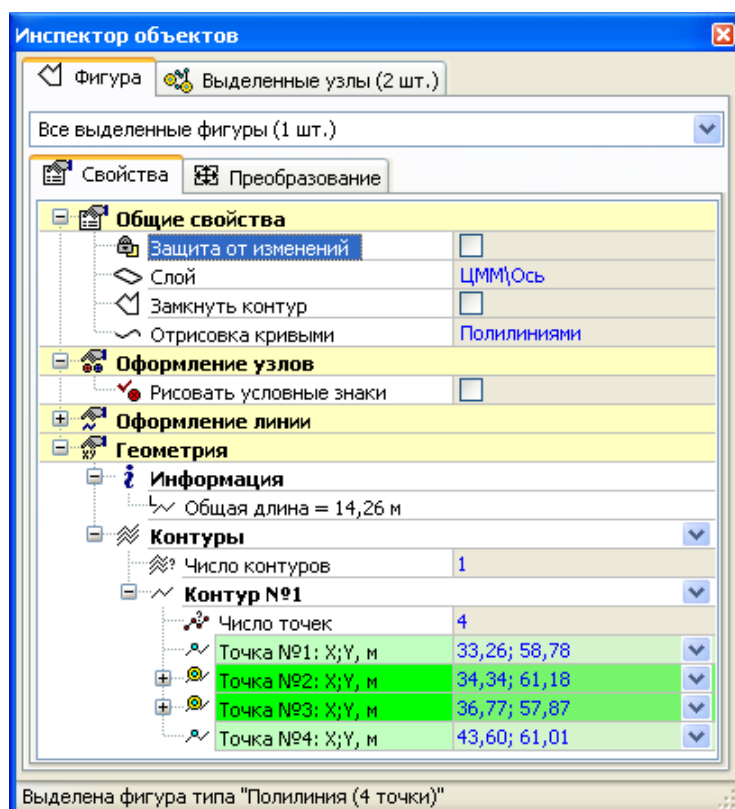 Инспектор объектов
Фигура Выделенные узлы (2 шт.)
Все выделенные фигуры (1 шт.)
Свойства Преобразование
Общие свойства
Защита от изменений
Слой ЦММ\Ось
Замкнуть контур
Отрисовка кривыми Полилиниями
Оформление узлов
Рисовать условные знаки
Оформление линии
Геометрия
Информация
Общая длина = 14,26 м
Контуры
Число контуров 1
Контур №1
Число точек 4
Точка №1: X;Y, м 33,26; 58,78
Точка №2: X;Y, м 34,34; 61,18
Точка №3: X;Y, м 36,77; 57,87
Точка №4: X;Y, м 43,60; 61,01
Выделена фигура типа "Полилиния (4 точки)"